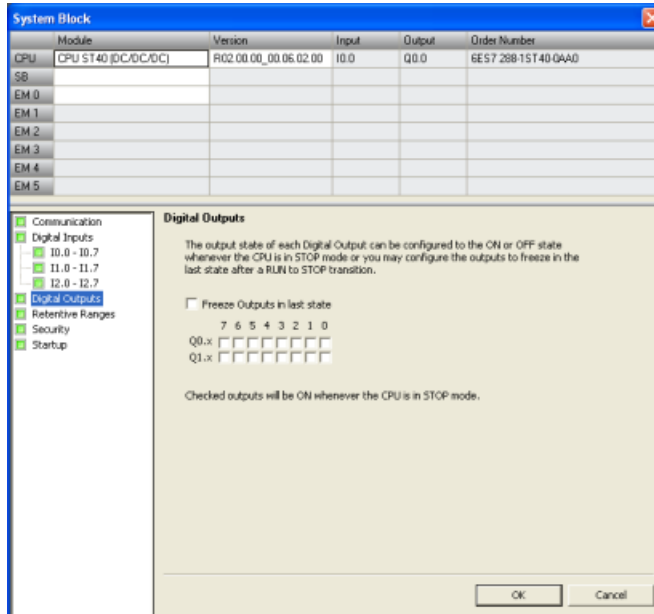 System Block
Module Version Input Output Order Number
CPU CPU ST40 (DC/DC/DC) R02.00.00_00.06.02.00 I0.0 Q0.0 6ES7 288-1ST40-0AA0
SB
EM 0
EM 1
EM 2
EM 3
EM 4
EM 5
Communication
Digital Inputs
I0.0 - I0.7
I1.0 - I1.7
I2.0 - I2.7
Digital Outputs
Retentive Ranges
Security
Startup
Digital Outputs
The output state of each Digital Output can be configured to the ON or OFF state
whenever the CPU is in STOP mode or you may configure the outputs to freeze in the
last state after a RUN to STOP transition.
Freeze Outputs in last state
7 6 5 4 3 2 1 0
Q0.x
Q1.x
Checked outputs will be ON whenever the CPU is in STOP mode.
OK Cancel